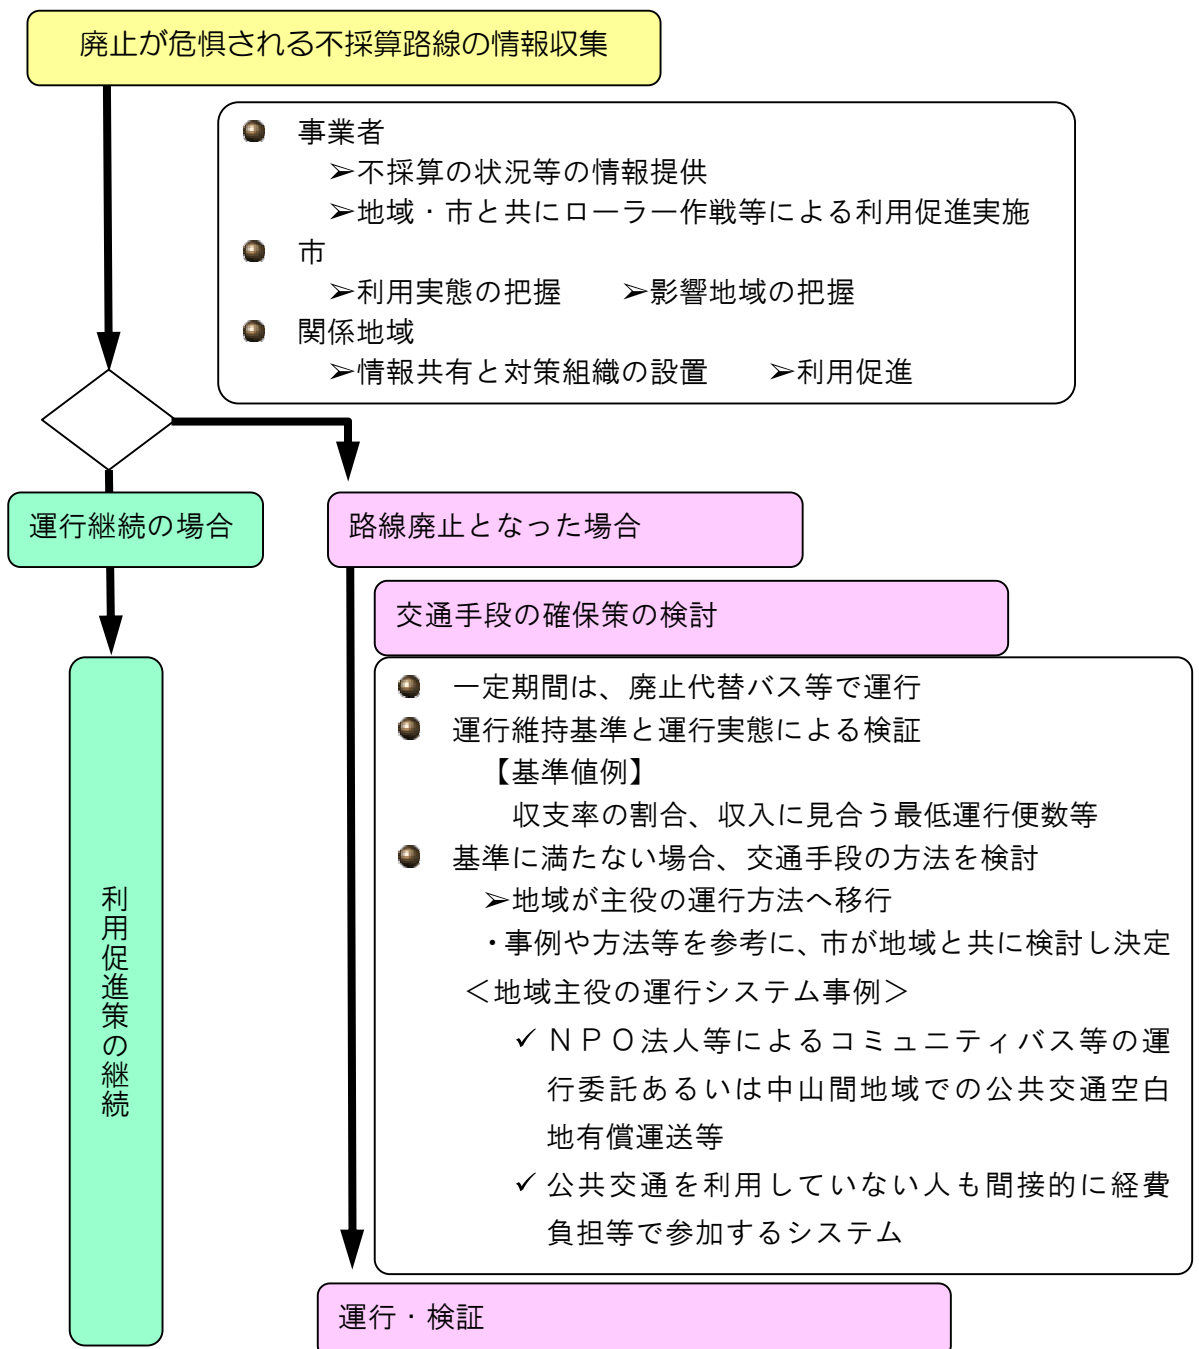 廃止が危惧される不採算路線の情報収集
事業者
➢不採算の状況等の情報提供
➢地域・市と共にローラー作戦等による利用促進実施
市
➢利用実態の把握　　➢影響地域の把握
関係地域
➢情報共有と対策組織の設置　　➢利用促進
運行継続の場合
路線廃止となった場合
交通手段の確保策の検討
一定期間は、廃止代替バス等で運行
運行維持基準と運行実態による検証
【基準値例】
収支率の割合、収入に見合う最低運行便数等
基準に満たない場合、交通手段の方法を検討
➢地域が主役の運行方法へ移行
・事例や方法等を参考に、市が地域と共に検討し決定
＜地域主役の運行システム事例＞
✓ ＮＰＯ法人等によるコミュニティバス等の運
行委託あるいは中山間地域での公共交通空白
地有償運送等
✓ 公共交通を利用していない人も間接的に経費
負担等で参加するシステム
利用促進策の継続
運行・検証